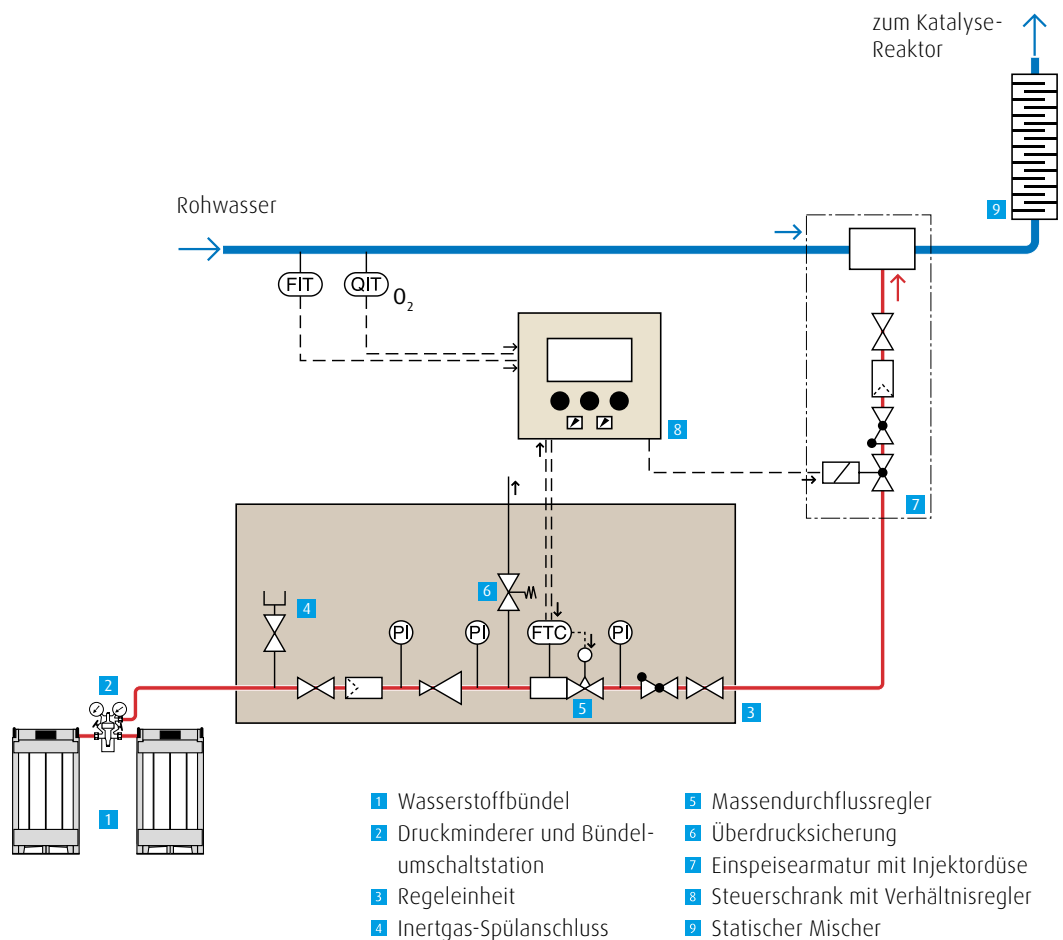 zum Katalyse-
Reaktor
9
Rohwasser
FIT
QIT
O2
8
7
6
4
PI
PI
FTC
PI
2
5
3
1
1 Wasserstoffbündel
2 Druckminderer und Bündel-
umschaltstation
3 Regeleinheit
4 Inertgas-Spülanschluss
5 Massendurchflussregler
6 Überdrucksicherung
7 Einspeisearmatur mit Injektordüse
8 Steuerschrank mit Verhältnisregler
9 Statischer Mischer